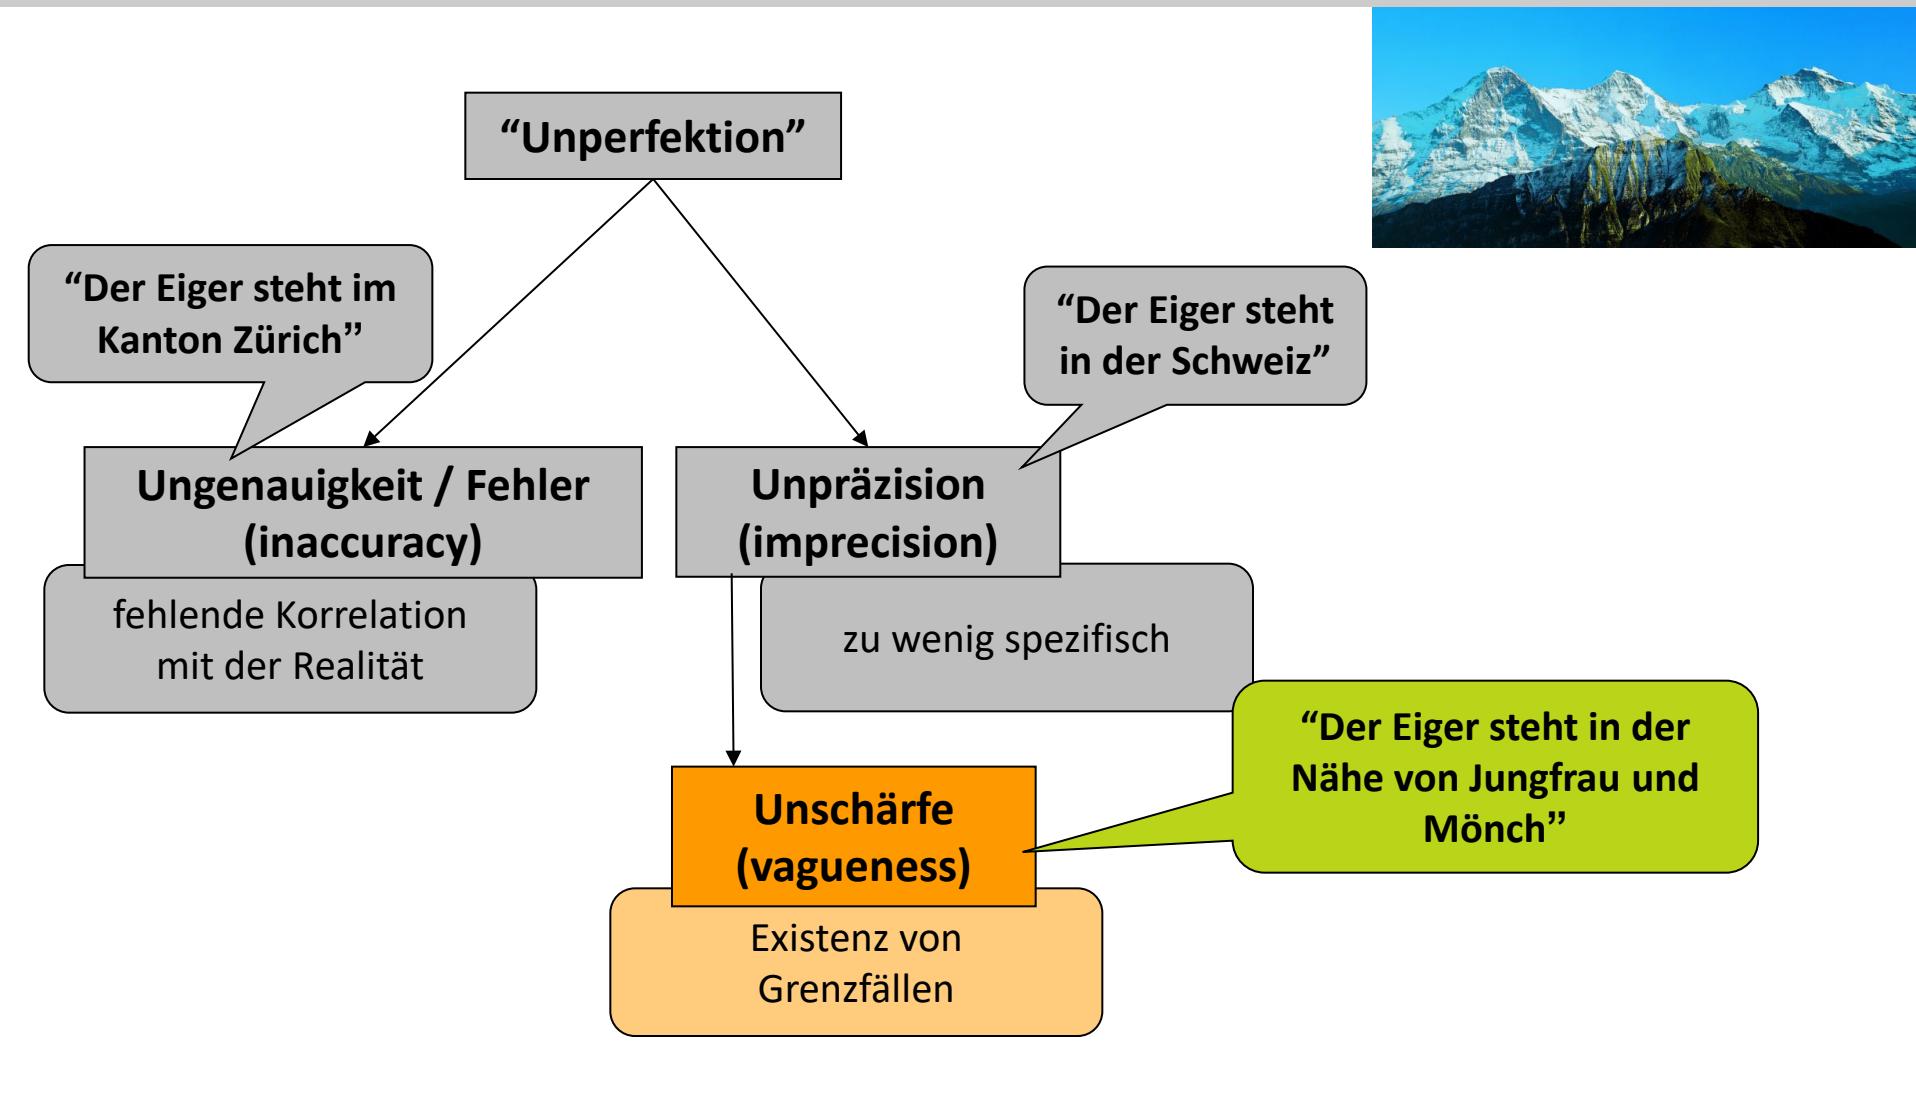 “Unperfektion”
“Der Eiger steht im
Kanton Zürich”
“Der Eiger steht
in der Schweiz”
Ungenauigkeit / Fehler
(inaccuracy)
Unpräzision
(imprecision)
fehlende Korrelation
mit der Realität
zu wenig spezifisch
“Der Eiger steht in der
Nähe von Jungfrau und
Mönch”
Unschärfe
(vagueness)
Existenz von
Grenzfällen